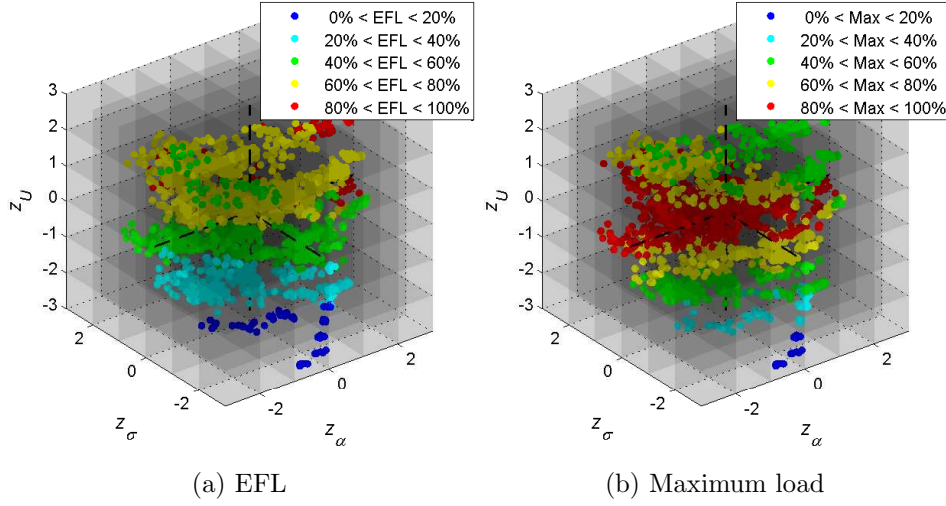 0% < EFL < 20%
20% < EFL < 40%
40% < EFL < 60%
60% < EFL < 80%
80% < EFL < 100%
3
2
1
0
-1
-2
-3
z_U
2
0
-2
z_σ
-2
0
2
z_α
(a) EFL
0% < Max < 20%
20% < Max < 40%
40% < Max < 60%
60% < Max < 80%
80% < Max < 100%
3
2
1
0
-1
-2
-3
z_U
2
0
-2
z_σ
-2
0
2
z_α
(b) Maximum load